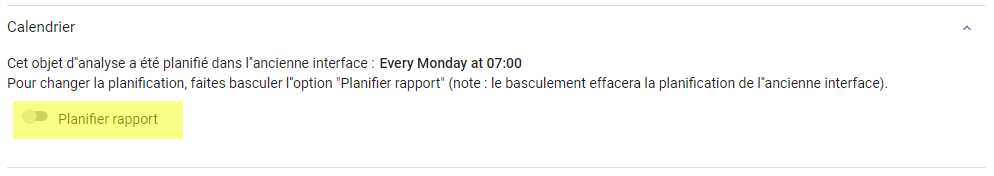 Calendrier
Cet objet d"analyse a été planifié dans l"ancienne interface : Every Monday at 07:00
Pour changer la planification, faites basculer l"option "Planifier rapport" (note : le basculement effacera la planification de l"ancienne interface).
Planifier rapport